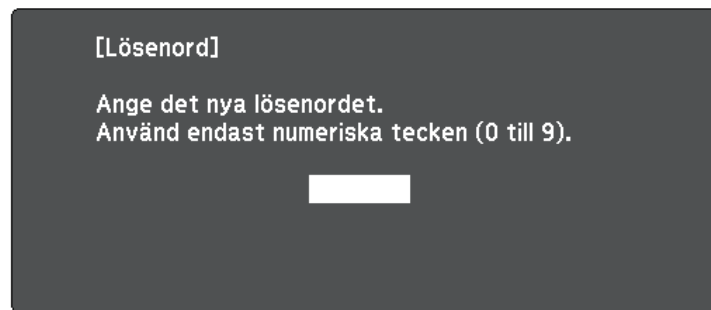 [Lösenord]
Ange det nya lösenordet.
Använd endast numeriska tecken (0 till 9).